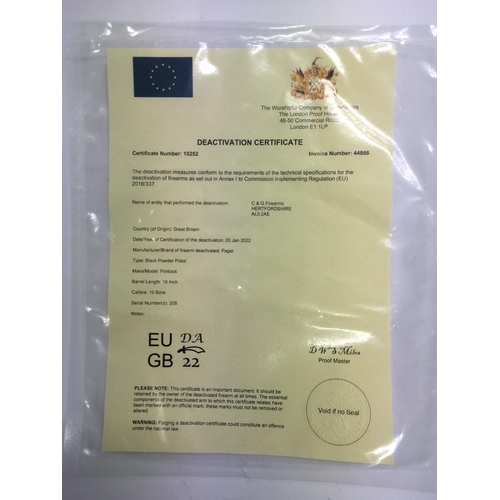 The Worshipful Company of
The London Proof House
48-50 Commercial Road
London E1 1LP
DEACTIVATION CERTIFICATE
Certificate Number: 10252 Invoice Number: 44866
The deactivation measures conform to the requirements of the technical specifications for the
deactivation of firearms as set out in Annex I to Commission Implementing Regulation (EU)
2018/337.
Name of entity that performed the deactivation: C & G Firearms
HERTFORDSHIRE
AL5 2AE
Country (of Origin): Great Britain
Date/Year of Certification of the deactivation: 20 Jan 2022
Manufacturer/Brand of firearm deactivated: Paget
Type: Black Powder Pistol
Make/Model: Flintlock
Barrel Length: 15 Inch
Calibre: 16 Bore
Serial Number(s): 208
Notes:
EU DA
GB 22
D W S Miles
Proof Master
PLEASE NOTE: This certificate is an important document. It should be
retained by the owner of the deactivated firearm at all times. The essential
components of the deactivated arm to which this certificate relates have
been marked with an official mark; these marks must not be removed or
altered.
Void if no Seal
WARNING: Forging a deactivation certificate could constitute an offence
under the national law.